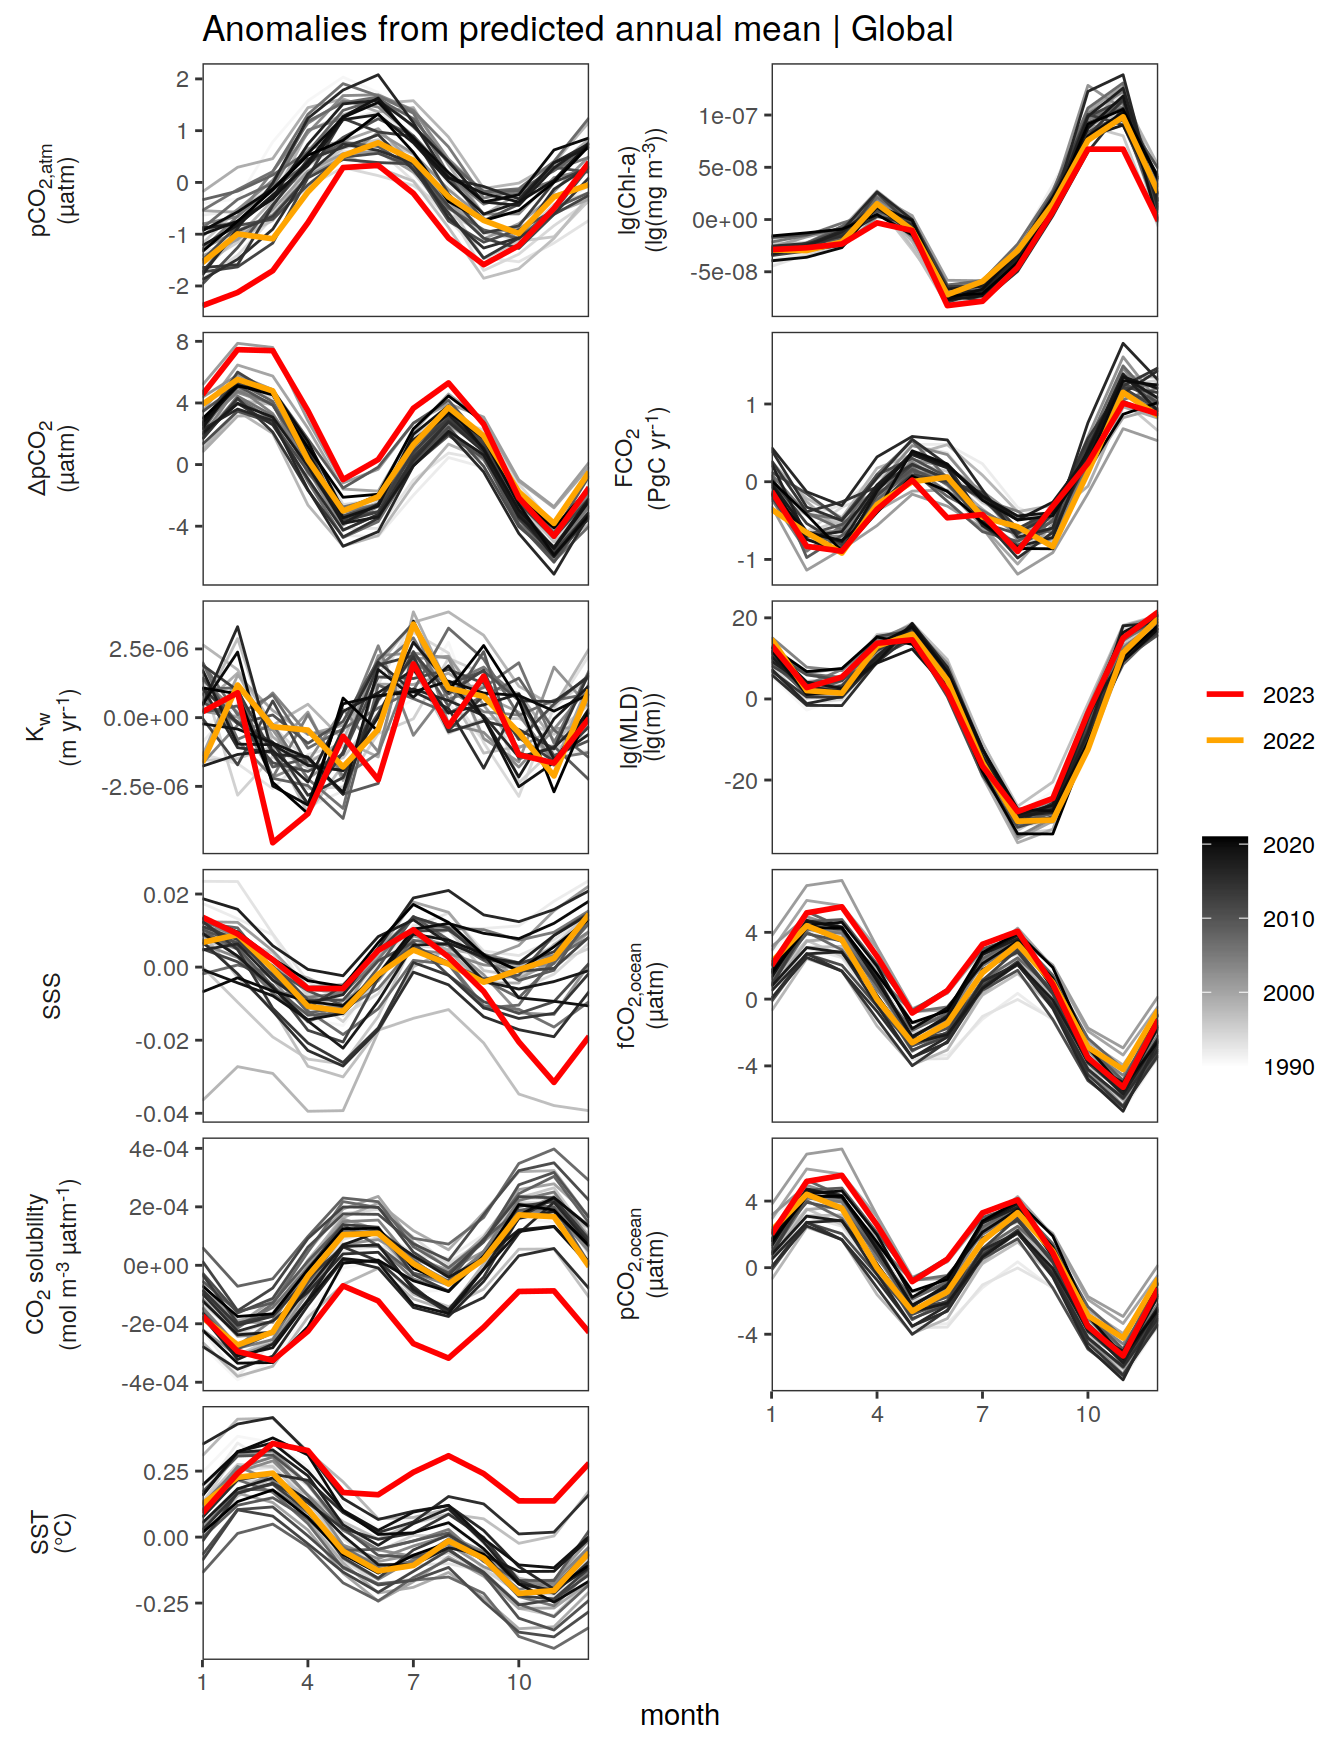 Anomalies from predicted annual mean | Global
pCO2,atm
(µatm)
2
1
0
-1
-2
lg(Chl-a)
(lg(mg m-3))
1e-07
5e-08
0e+00
-5e-08
ΔpCO2
(µatm)
8
4
0
-4
FCO2
(PgC yr-1)
1
0
-1
Kw
(m yr-1)
2.5e-06
0.0e+00
-2.5e-06
lg(MLD)
(lg(m))
20
0
-20
SSS
0.02
0.00
-0.02
-0.04
fCO2,ocean
(µatm)
4
0
-4
CO2 solubility
(mol m-3 µatm-1)
4e-04
2e-04
0e+00
-2e-04
-4e-04
pCO2,ocean
(µatm)
4
0
-4
1 4 7 10
SST
(°C)
0.25
0.00
-0.25
1 4 7 10
month
2023
2022
2020
2010
2000
1990